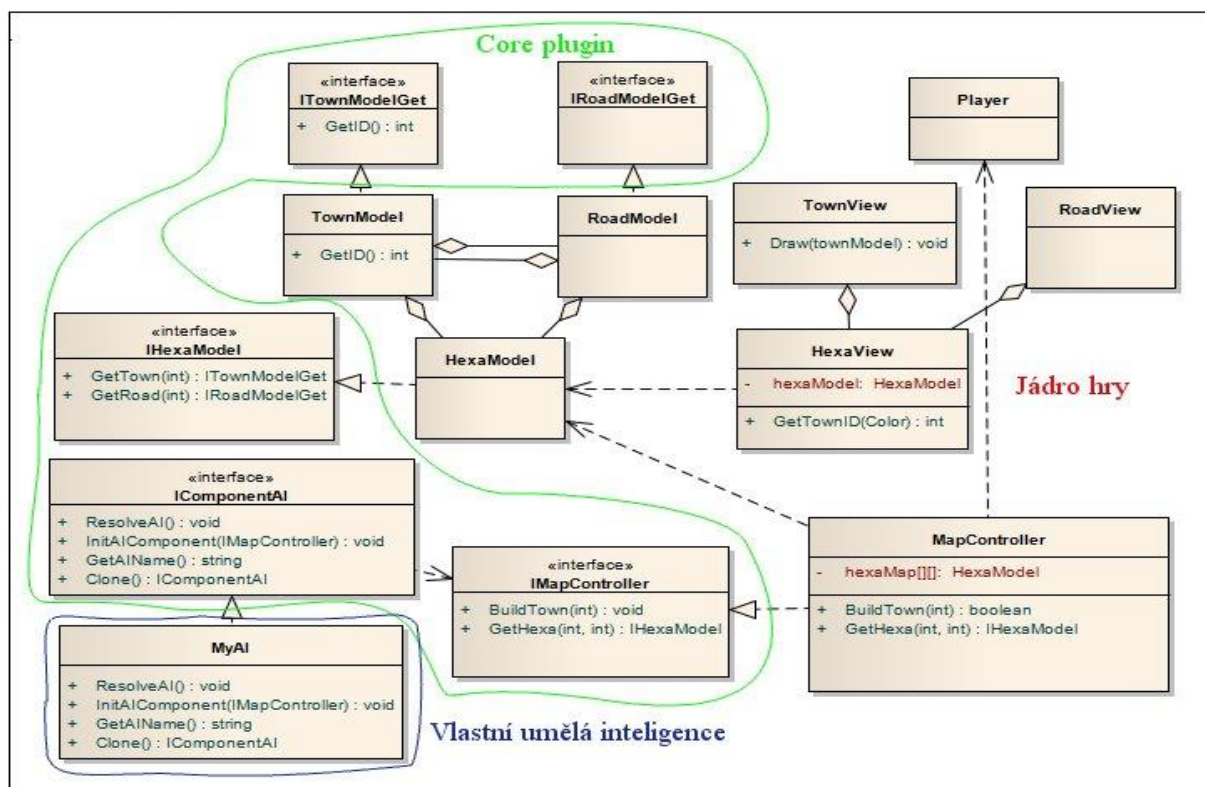 Core plugin
«interface»
ITownModelGet
+ GetID() : int
«interface»
IRoadModelGet
Player
TownModel
+ GetID() : int
RoadModel
TownView
+ Draw(townModel) : void
RoadView
«interface»
IHexaModel
+ GetTown(int) : ITownModelGet
+ GetRoad(int) : IRoadModelGet
HexaModel
HexaView
- hexaModel: HexaModel
+ GetTownID(Color) : int
Jádro hry
«interface»
IComponentAI
+ ResolveAI() : void
+ InitAIComponent(IMapController) : void
+ GetAIName() : string
+ Clone() : IComponentAI
«interface»
IMapController
+ BuildTown(int) : void
+ GetHexa(int, int) : IHexaModel
MapController
- hexaMap[][]: HexaModel
+ BuildTown(int) : boolean
+ GetHexa(int, int) : IHexaModel
MyAI
+ ResolveAI() : void
+ InitAIComponent(IMapController) : void
+ GetAIName() : string
+ Clone() : IComponentAI
Vlastní umělá inteligence